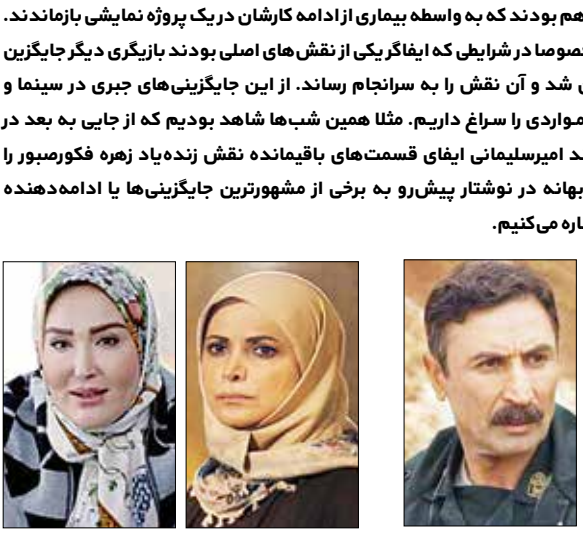 هم بودند که به واسطه بیماری از ادامه کارشان در یک پروژه نمایشی بازماندند.
صوصا در شرایطی که ایفاگر یکی از نقش‌های اصلی بودند بازیگری دیگر جایگزین
شد و آن نقش را به سرانجام رساند. از این جایگزینی‌های جبری در سینما و
مواردی را سراغ داریم. مثلا همین شب‌ها شاهد بودیم که از جایی به بعد در
ند امیرسلیمانی ایفای قسمت‌های باقیمانده نقش زنده‌یاد زهره فکورصبور را
بهانه در نوشتار پیش‌رو به برخی از مشهورترین جایگزینی‌ها یا ادامه‌دهنده
اره می‌کنیم.